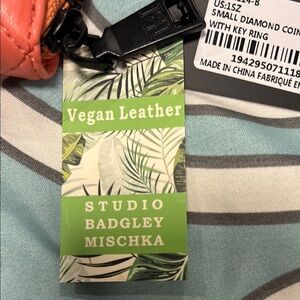 US:1SZ
SMALL DIAMOND COIN
WITH KEY RING
MADE IN CHINA FABRIQUÉ EN
Vegan Leather
STUDIO
BADGLEY
MISCHKA